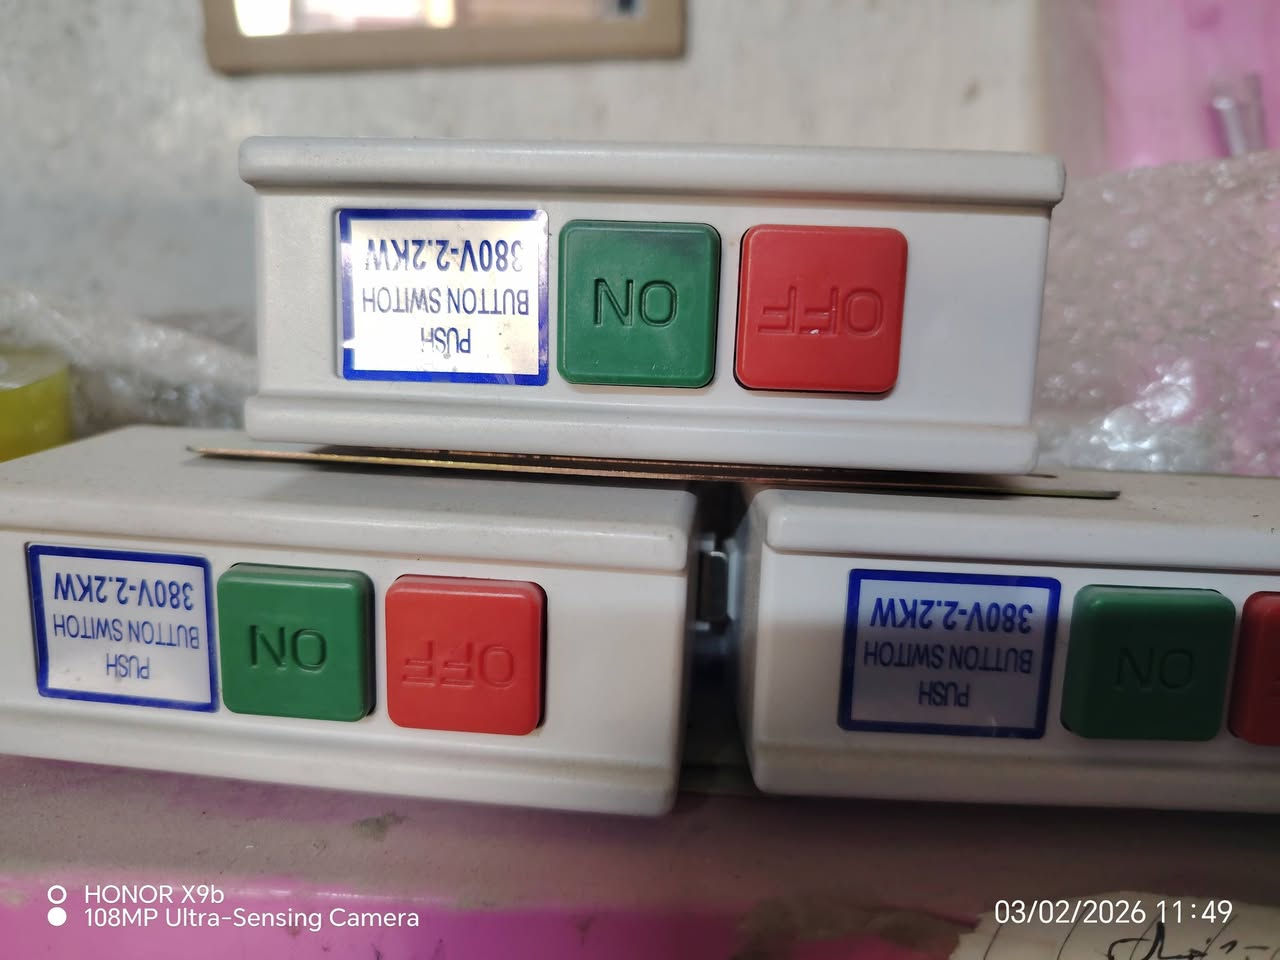 PUSH
BUTTON SWITCH
380V-2.2KW
ON
OFF
PUSH
BUTTON SWITCH
380V-2.2KW
ON
OFF
PUSH
BUTTON SWITCH
380V-2.2KW
ON
HONOR X9b
108MP Ultra-Sensing Camera
03/02/2026 11:49